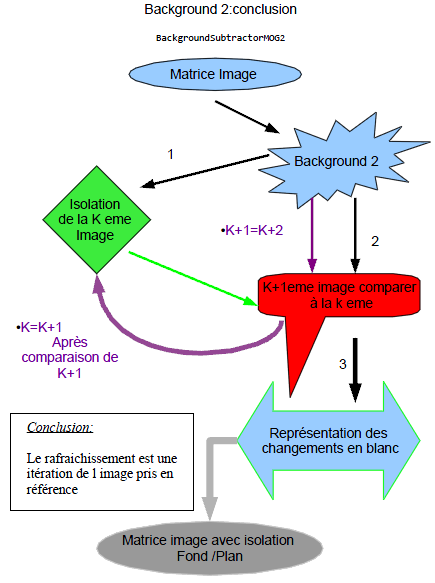 Background 2:conclusion
BackgroundSubtractorMOG2
Matrice Image
1
Background 2
Isolation
de la K eme
Image
•K+1=K+2
2
K+1eme image comparer
à la k eme
•K=K+1
Après
comparaison de
K+1
3
Conclusion:
Le rafraichissement est une
itération de l image pris en
référence
Représentation des
changements en blanc
Matrice image avec isolation
Fond /Plan